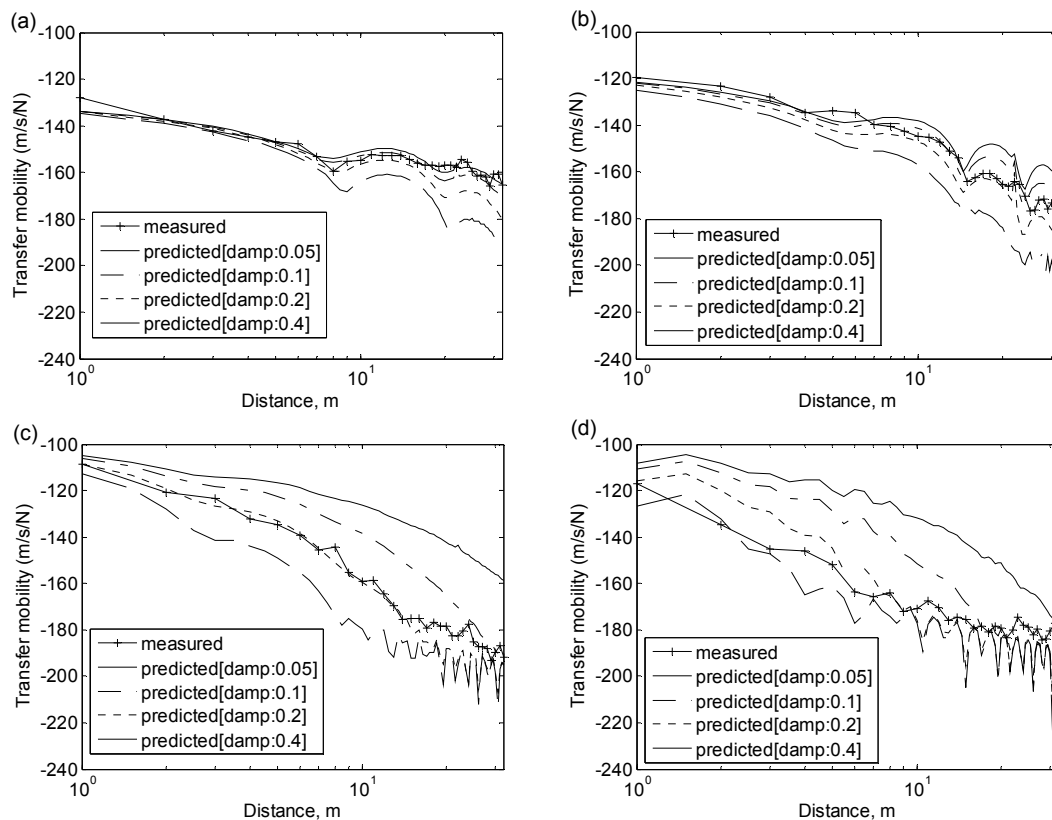 (a)
-100
-120
-140
-160
-180
-200
-220
-240
Transfer mobility (m/s/N)
measured
predicted[damp:0.05]
predicted[damp:0.1]
predicted[damp:0.2]
predicted[damp:0.4]
10^0
10^1
Distance, m
(b)
-100
-120
-140
-160
-180
-200
-220
-240
Transfer mobility (m/s/N)
measured
predicted[damp:0.05]
predicted[damp:0.1]
predicted[damp:0.2]
predicted[damp:0.4]
10^0
10^1
Distance, m
(c)
-100
-120
-140
-160
-180
-200
-220
-240
Transfer mobility (m/s/N)
measured
predicted[damp:0.05]
predicted[damp:0.1]
predicted[damp:0.2]
predicted[damp:0.4]
10^0
10^1
Distance, m
(d)
-100
-120
-140
-160
-180
-200
-220
-240
Transfer mobility (m/s/N)
measured
predicted[damp:0.05]
predicted[damp:0.1]
predicted[damp:0.2]
predicted[damp:0.4]
10^0
10^1
Distance, m